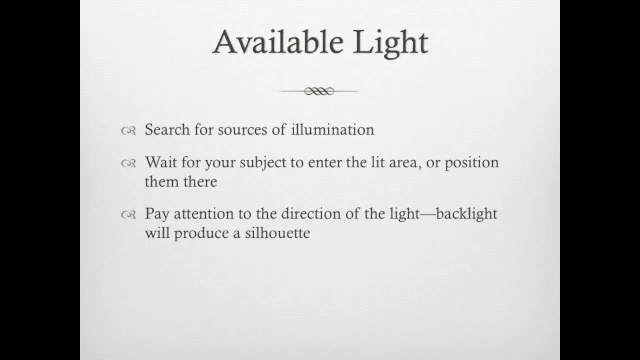 Available Light
Search for sources of illumination
Wait for your subject to enter the lit area, or position
them there
Pay attention to the direction of the light—backlight
will produce a silhouette